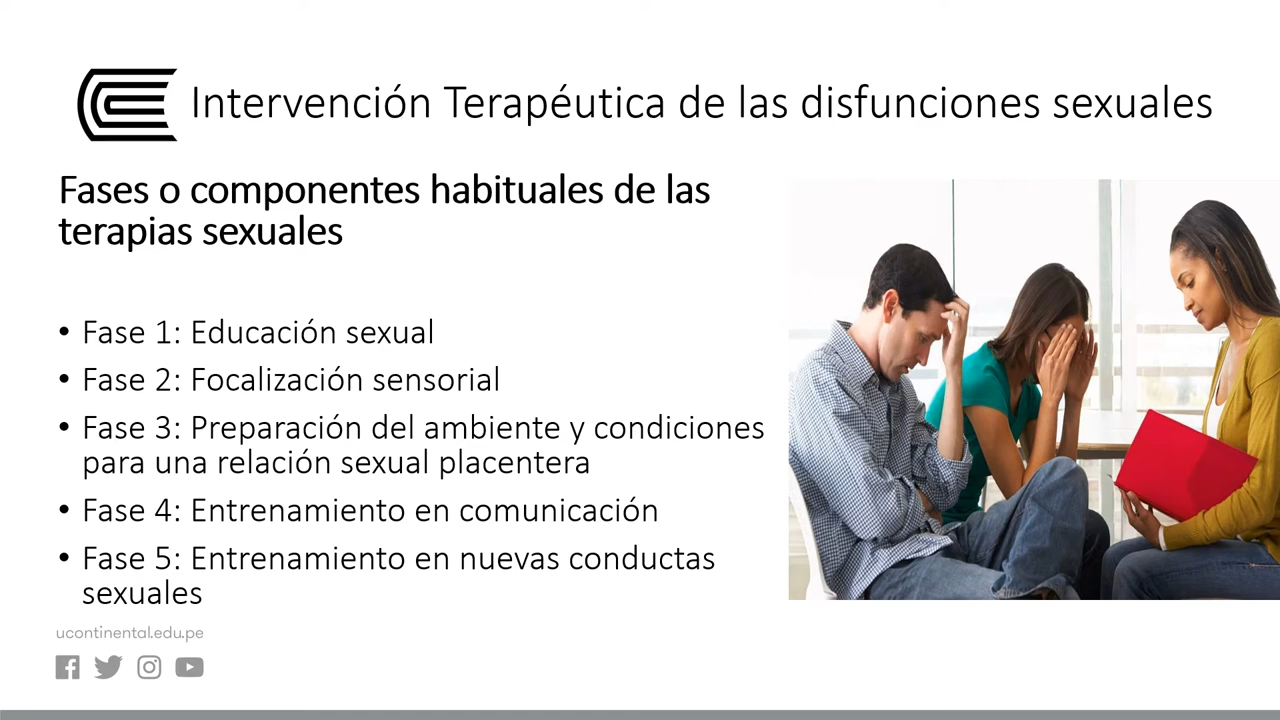 Intervención Terapéutica de las disfunciones sexuales
Fases o componentes habituales de las
terapias sexuales
• Fase 1: Educación sexual
• Fase 2: Focalización sensorial
• Fase 3: Preparación del ambiente y condiciones
para una relación sexual placentera
• Fase 4: Entrenamiento en comunicación
• Fase 5: Entrenamiento en nuevas conductas
sexuales
ucontinental.edu.pe